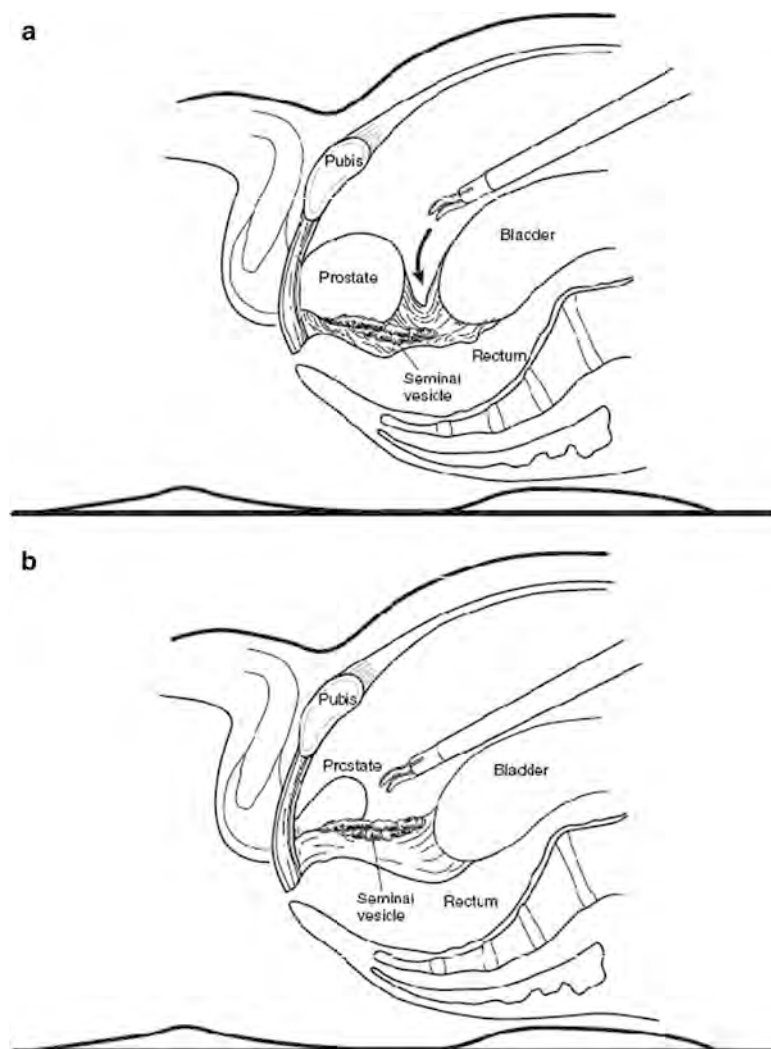 a
Pubis
Bladder
Prostate
Rectum
Seminal
vesicle
b
Pubis
Prostate
Bladder
Seminal
vesicle
Rectum